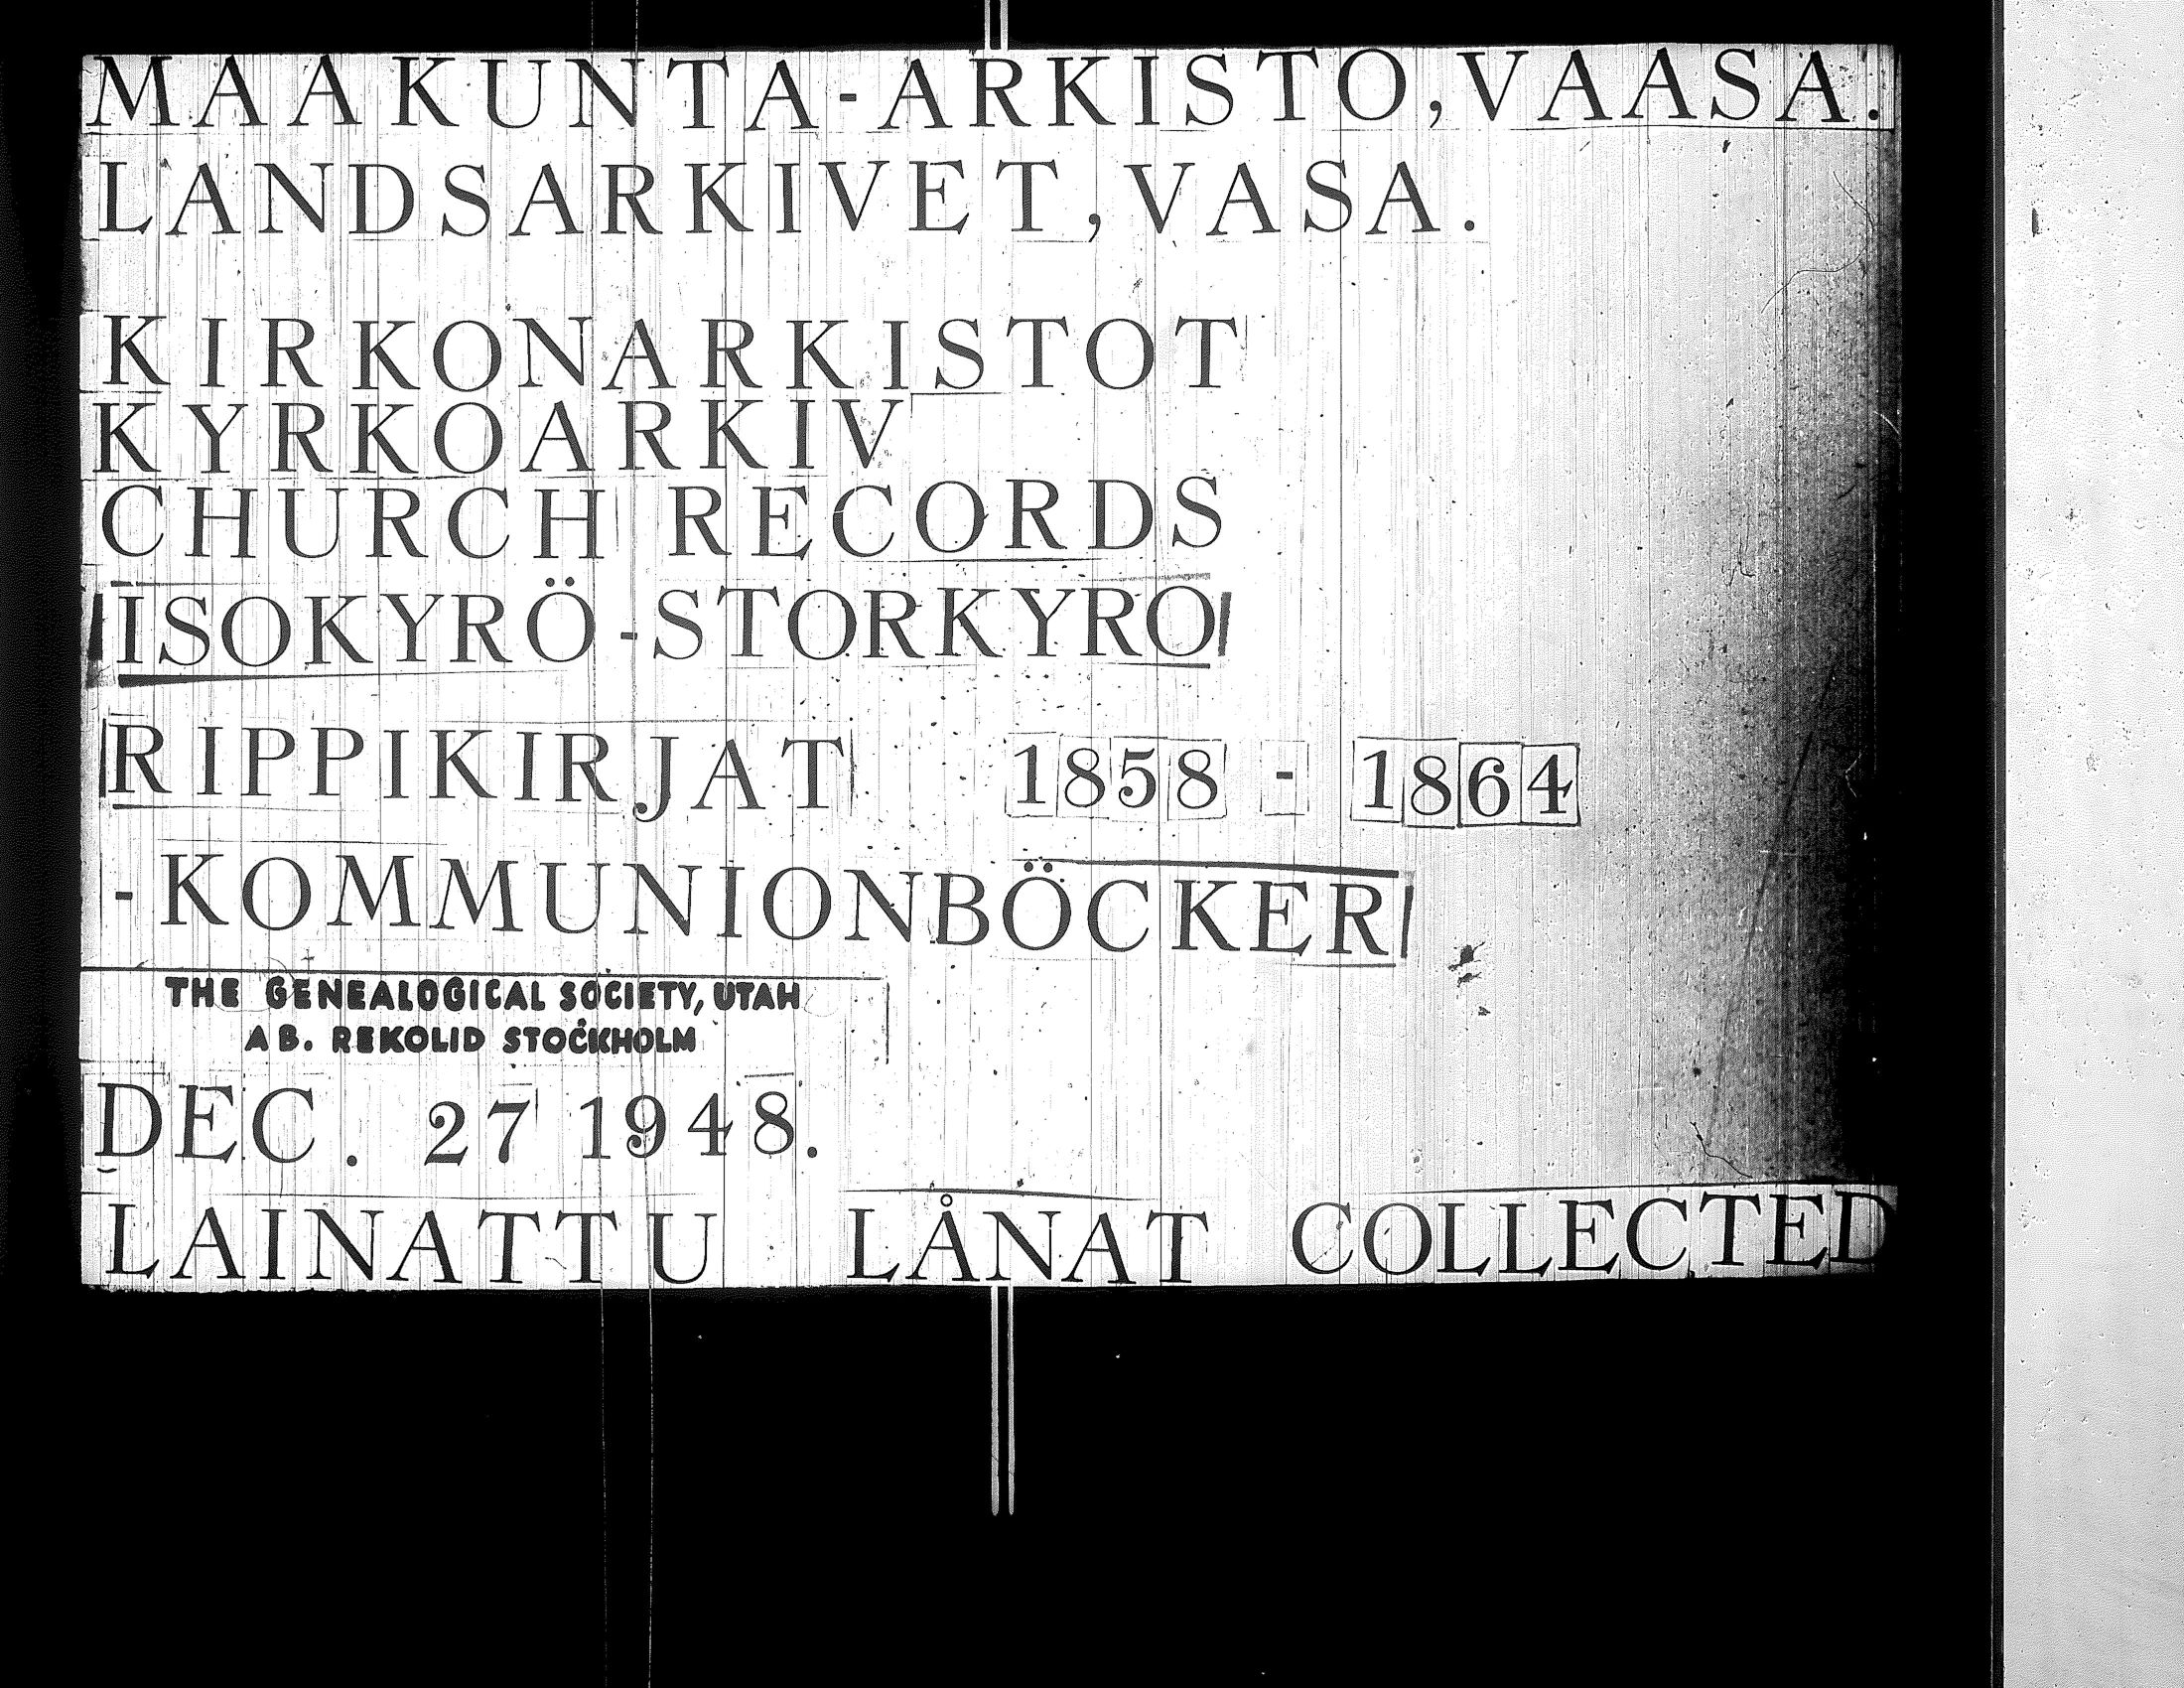 MAAKUNTA-ARKISTO, VAASA.
LANDSARKIVET, VASA.
KIRKONARKISTOT
KYRKOARKIV
CHURCH RECORDS
ISOKYRÖ-STORKYRO
RIPPIKIRJAT 1858 - 1864
-KOMMUNIONBÖCKER
THE GENEALOGICAL SOCIETY, UTAH
AB. REKOLID STOCKHOLM
DEC. 27 1948.
LAINATTU LÅNAT COLLECTED